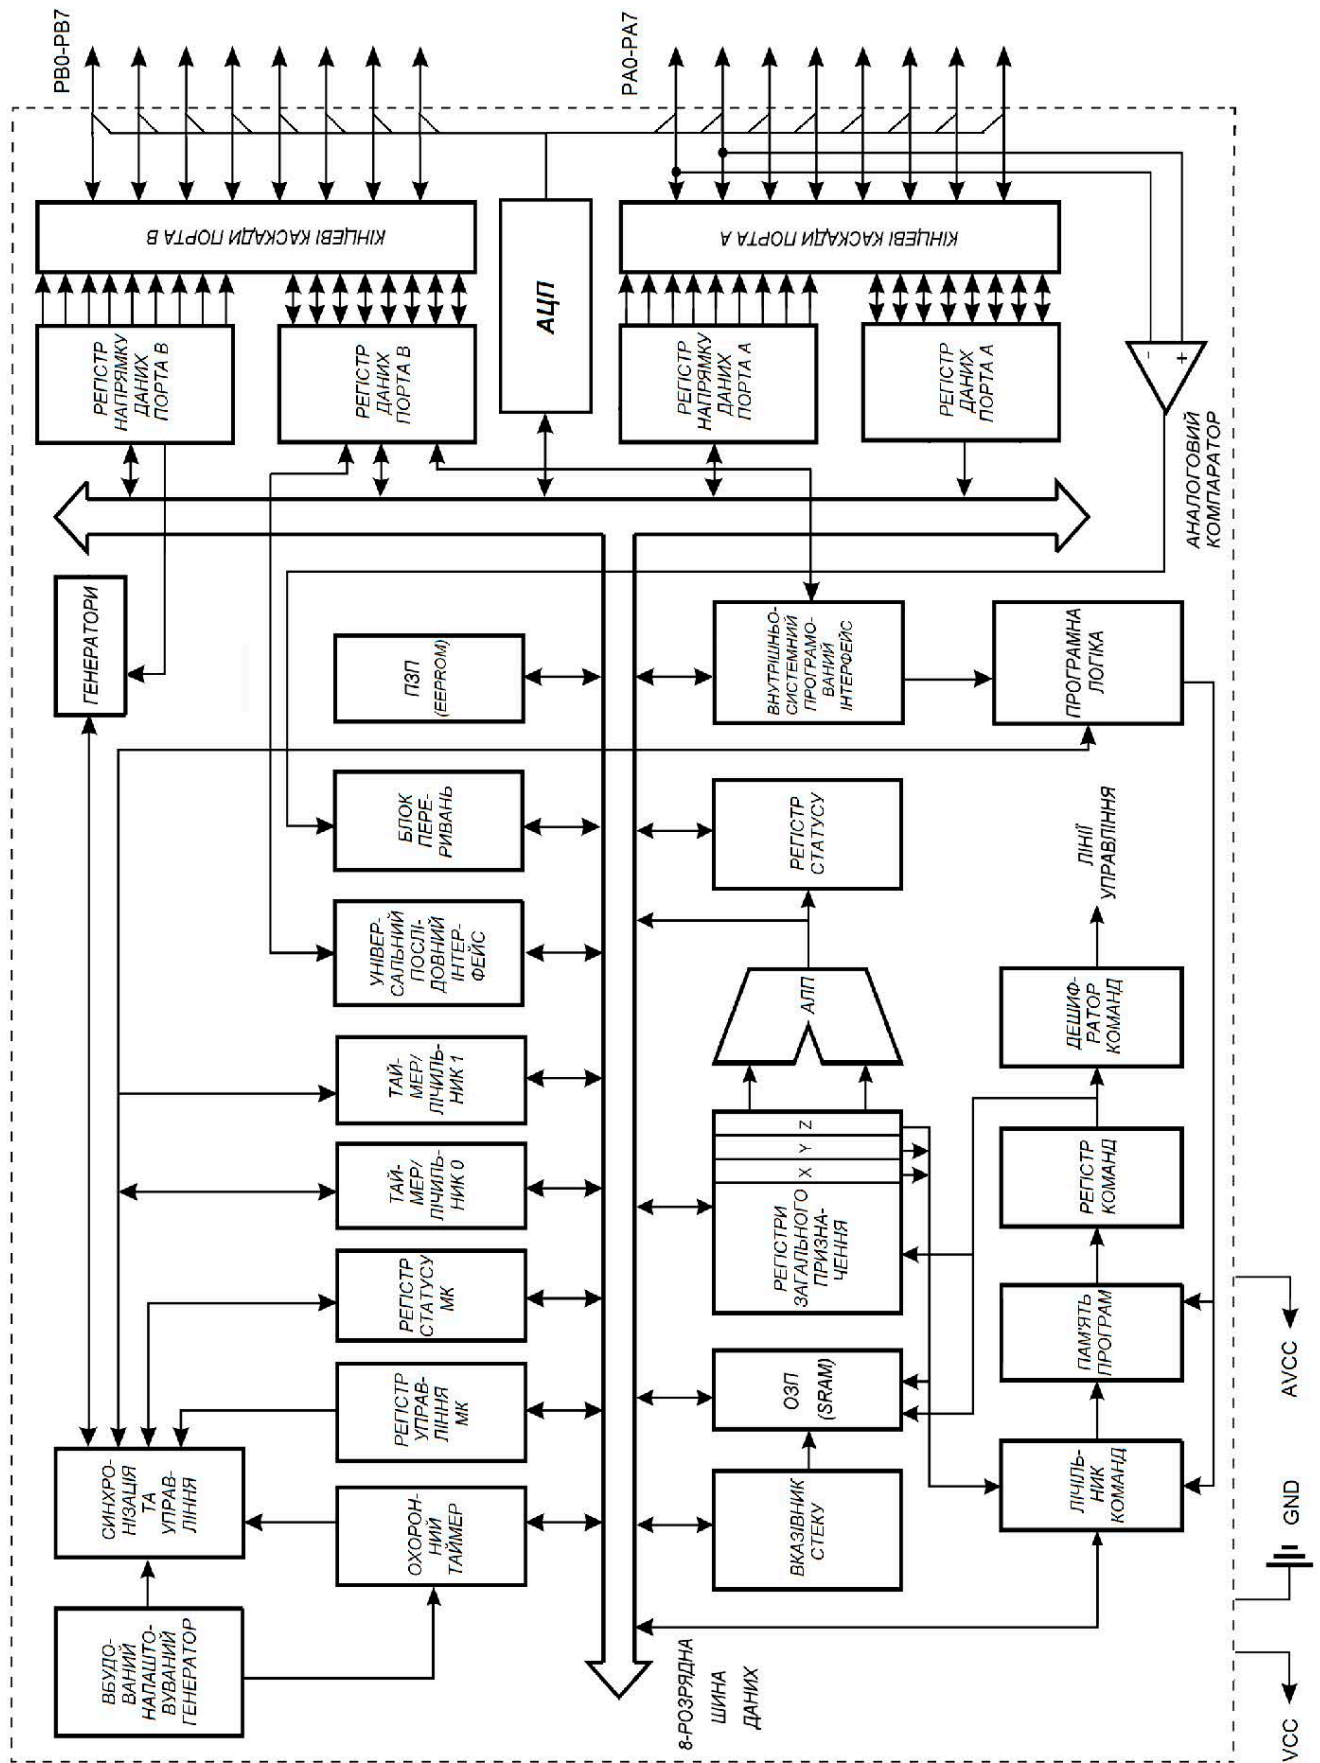 ВБУДО-
ВАНИЙ
НАЛАШТО-
ВУВАНИЙ
ГЕНЕРАТОР
СИНХРО-
НІЗАЦІЯ
ТА
УПРАВ-
ЛІННЯ
ГЕНЕРАТОРИ
РЕГІСТР
НАПРЯМКУ
ДАНИХ
ПОРТА В
КІНЦЕВІ КАСКАДИ ПОРТА В
PB0-PB7
ОХОРОН-
НИЙ
ТАЙМЕР
РЕГІСТР
УПРАВ-
ЛІННЯ
МК
РЕГІСТР
СТАТУСУ
МК
ТАЙ-
МЕР/
ЛІЧИЛЬ-
НИК 0
ТАЙ-
МЕР/
ЛІЧИЛЬ-
НИК 1
УНІВЕР-
САЛЬНИЙ
ПОСЛІ-
ДОВНИЙ
ІНТЕР-
ФЕЙС
БЛОК
ПЕРЕ-
РИВАНЬ
ПЗП
(EEPROM)
РЕГІСТР
ДАНИХ
ПОРТА В
АЦП
8-РОЗРЯДНА
ШИНА
ДАНИХ
ВКАЗІВНИК
СТЕКУ
ОЗП
(SRAM)
РЕГІСТРИ
ЗАГАЛЬНОГО
ПРИЗНА-
ЧЕННЯ
X
Y
Z
АЛП
РЕГІСТР
СТАТУСУ
ВНУТРІШНЬО-
СИСТЕМНИЙ
ПРОГРАМО-
ВАНИЙ
ІНТЕРФЕЙС
РЕГІСТР
НАПРЯМКУ
ДАНИХ
ПОРТА А
КІНЦЕВІ КАСКАДИ ПОРТА А
PA0-PA7
РЕГІСТР
ДАНИХ
ПОРТА А
ЛІЧІЛЬ-
НИК
КОМАНД
ПАМ'ЯТЬ
ПРОГРАМ
РЕГІСТР
КОМАНД
ДЕШИФ-
РАТОР
КОМАНД
ЛІНІЇ
УПРАВЛІННЯ
ПРОГРАМНА
ЛОГІКА
-
+
АНАЛОГОВИЙ
КОМПАРАТОР
VCC
GND
AVCC